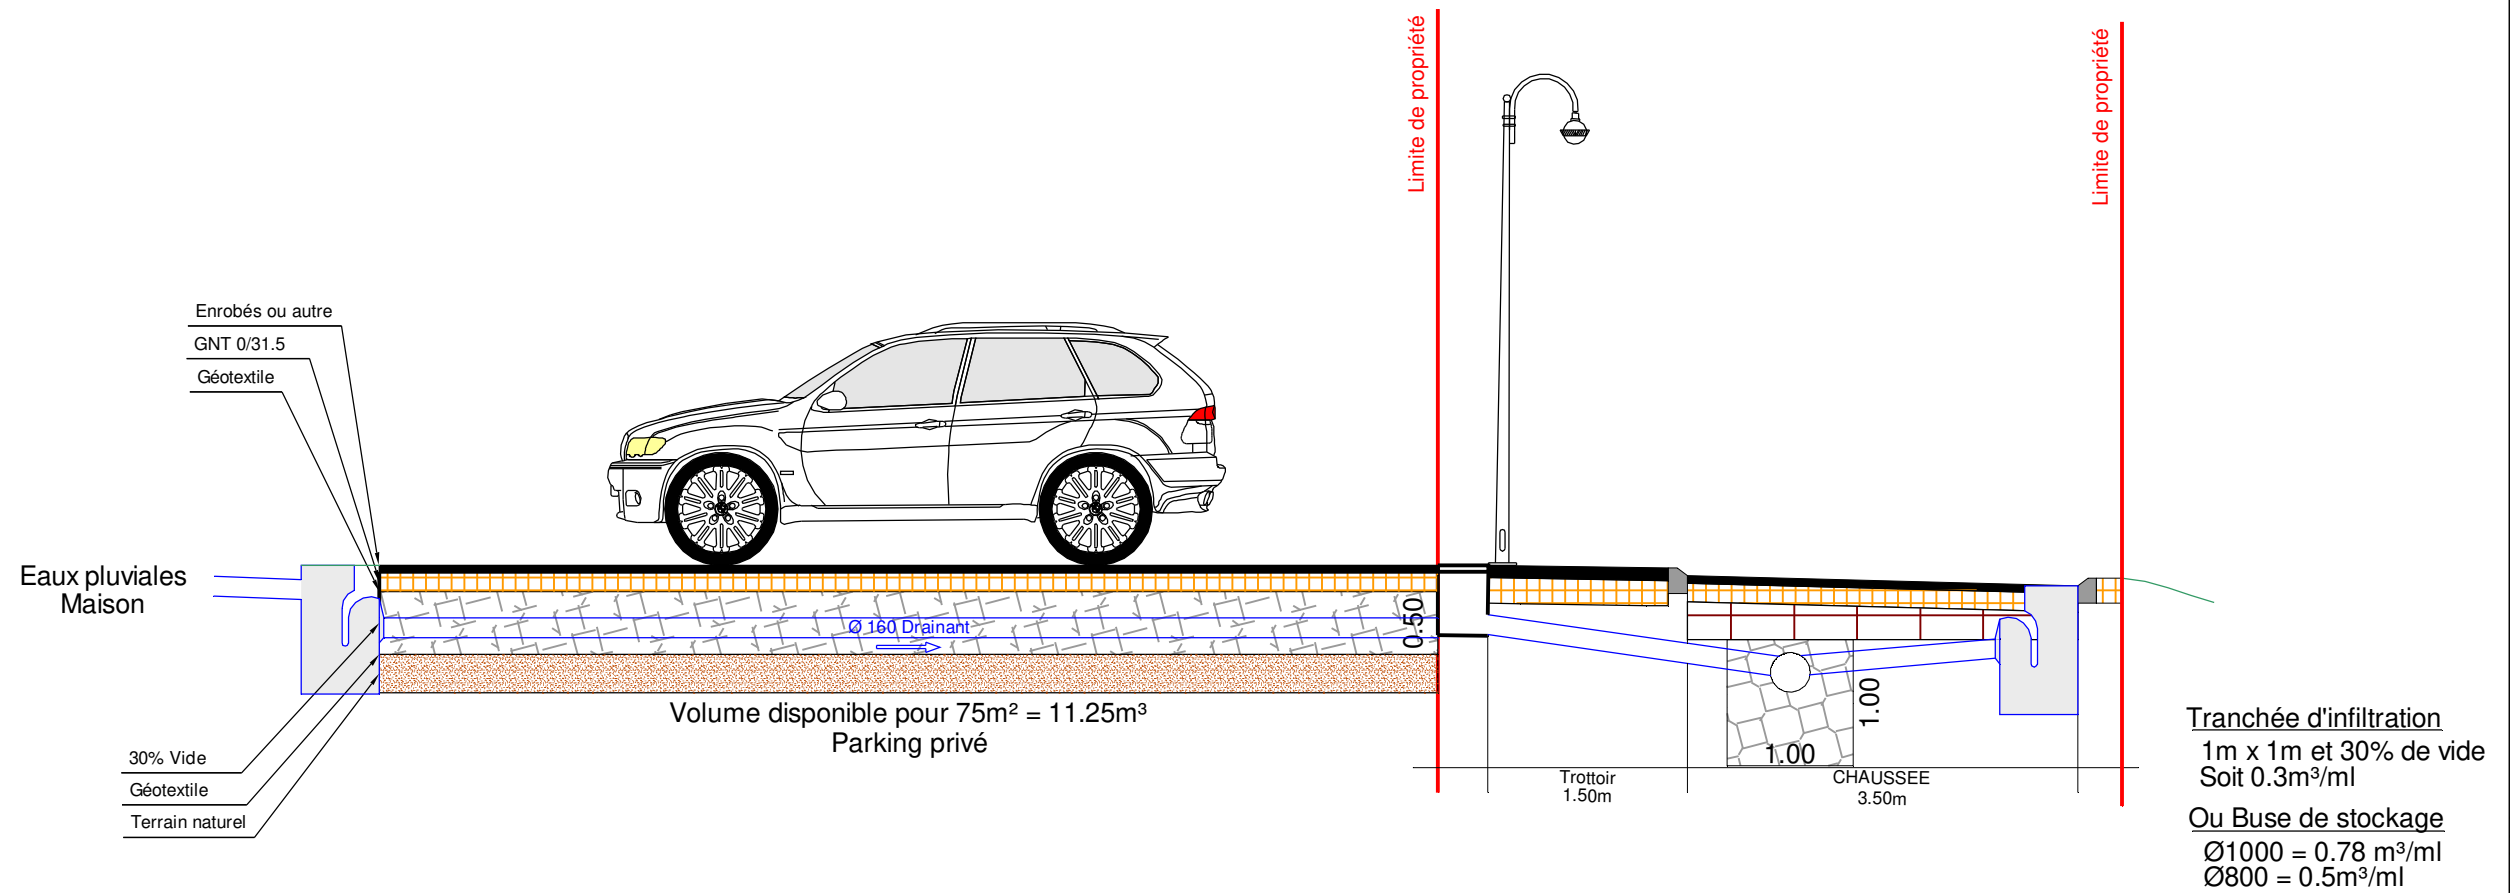 Limite de propriété
Limite de propriété
Enrobés ou autre
GNT 0/31.5
Géotextile
Eaux pluviales
Maison
Ø 160 Drainant
0.50
Volume disponible pour 75m² = 11.25m³
Parking privé
30% Vide
Géotextile
Terrain naturel
1.00
1.00
Trottoir
1.50m
CHAUSSEE
3.50m
Tranchée d'infiltration
1m x 1m et 30% de vide
Soit 0.3m³/ml
Ou Buse de stockage
Ø1000 = 0.78 m³/ml
Ø800 = 0.5m³/ml